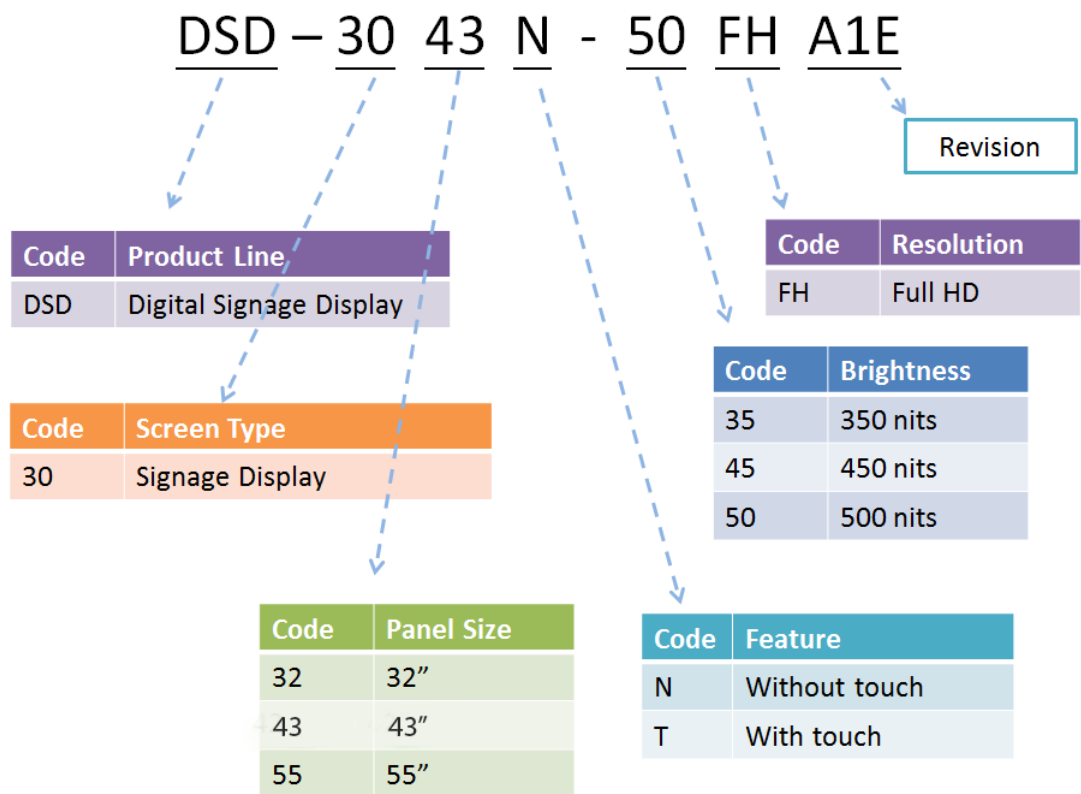 DSD – 30 43 N - 50 FH A1E
Revision
Code Product Line
DSD Digital Signage Display
Code Resolution
FH Full HD
Code Screen Type
30 Signage Display
Code Brightness
35 350 nits
45 450 nits
50 500 nits
Code Panel Size
32 32”
43 43”
55 55”
Code Feature
N Without touch
T With touch